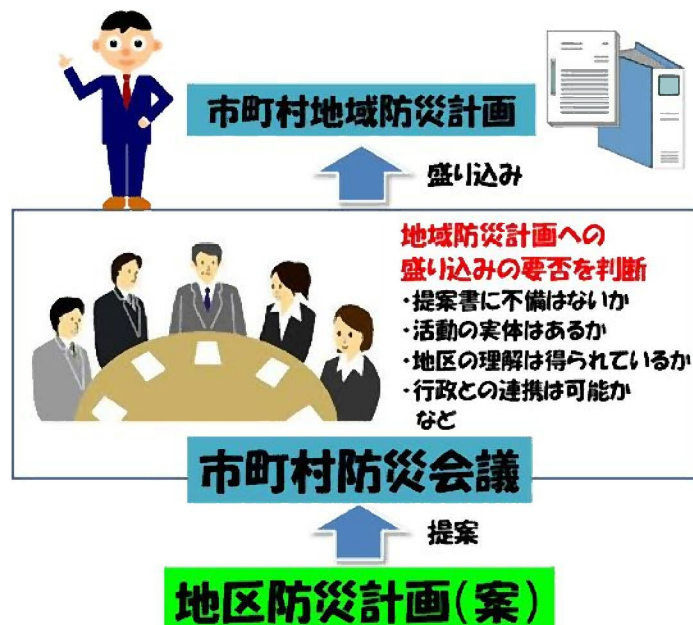 市町村地域防災計画
盛り込み
地域防災計画への
盛り込みの要否を判断
・提案書に不備はないか
・活動の実体はあるか
・地区の理解は得られているか
・行政との連携は可能か
など
市町村防災会議
提案
地区防災計画(案)